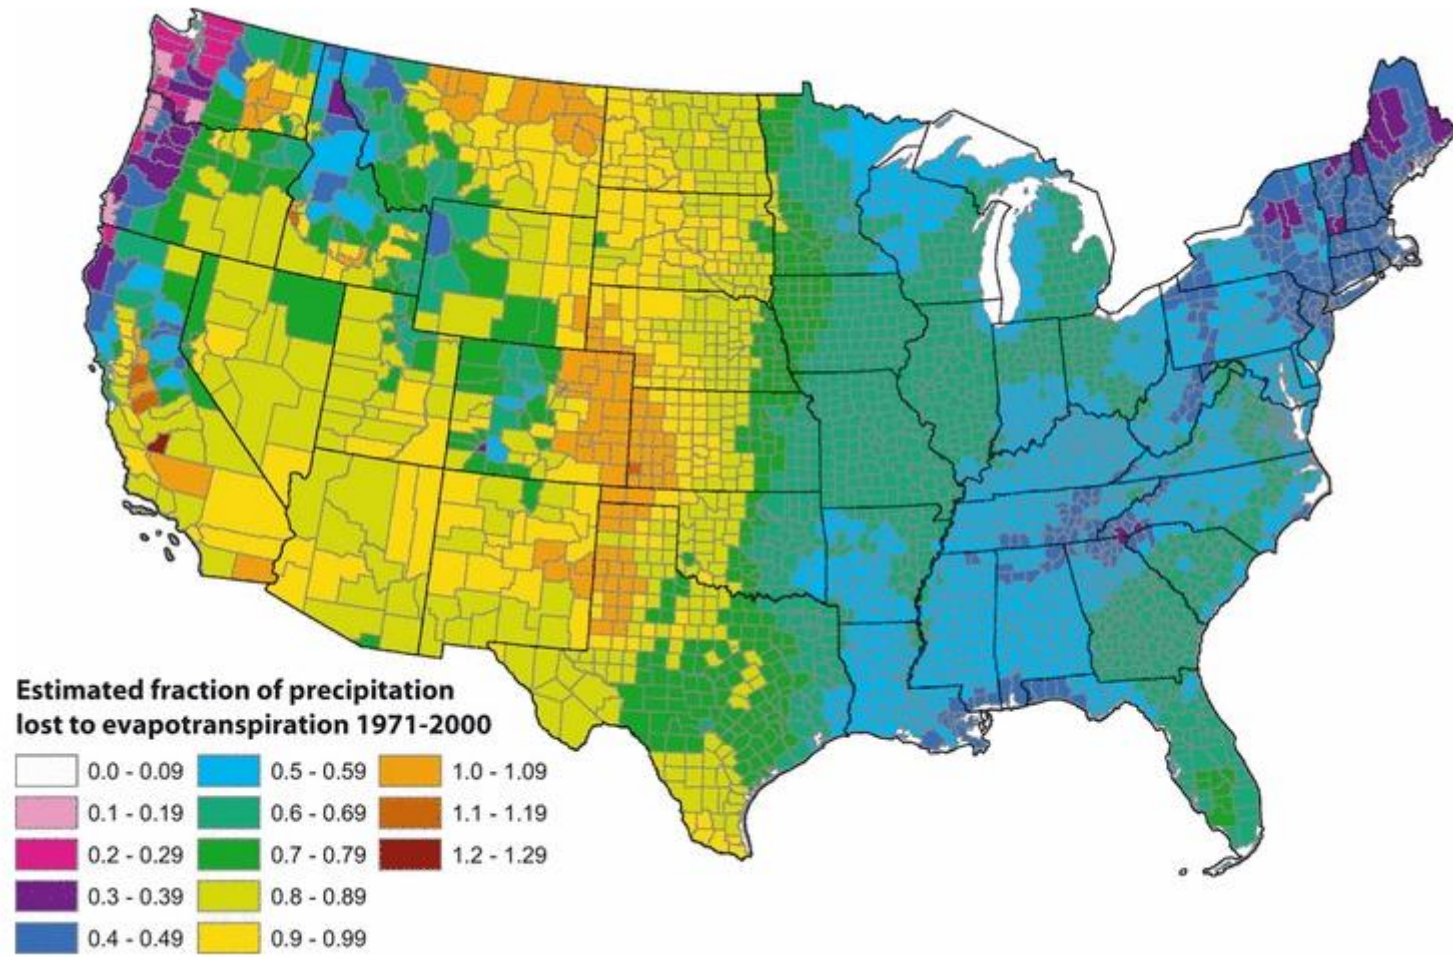 Estimated fraction of precipitation
lost to evapotranspiration 1971-2000
0.0 - 0.09
0.1 - 0.19
0.2 - 0.29
0.3 - 0.39
0.4 - 0.49
0.5 - 0.59
0.6 - 0.69
0.7 - 0.79
0.8 - 0.89
0.9 - 0.99
1.0 - 1.09
1.1 - 1.19
1.2 - 1.29